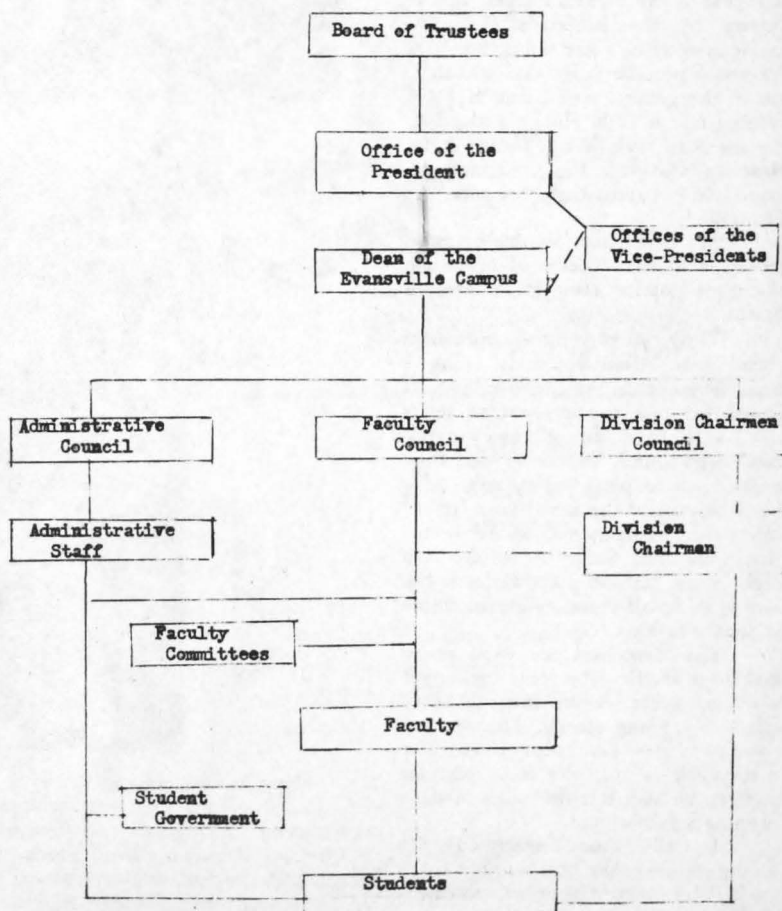 Board of Trustees
Office of the
President
Offices of the
Vice-Presidents
Dean of the
Evansville Campus
Administrative
Council
Faculty
Council
Division Chairmen
Council
Administrative
Staff
Division
Chairman
Faculty
Committees
Faculty
Student
Government
Students